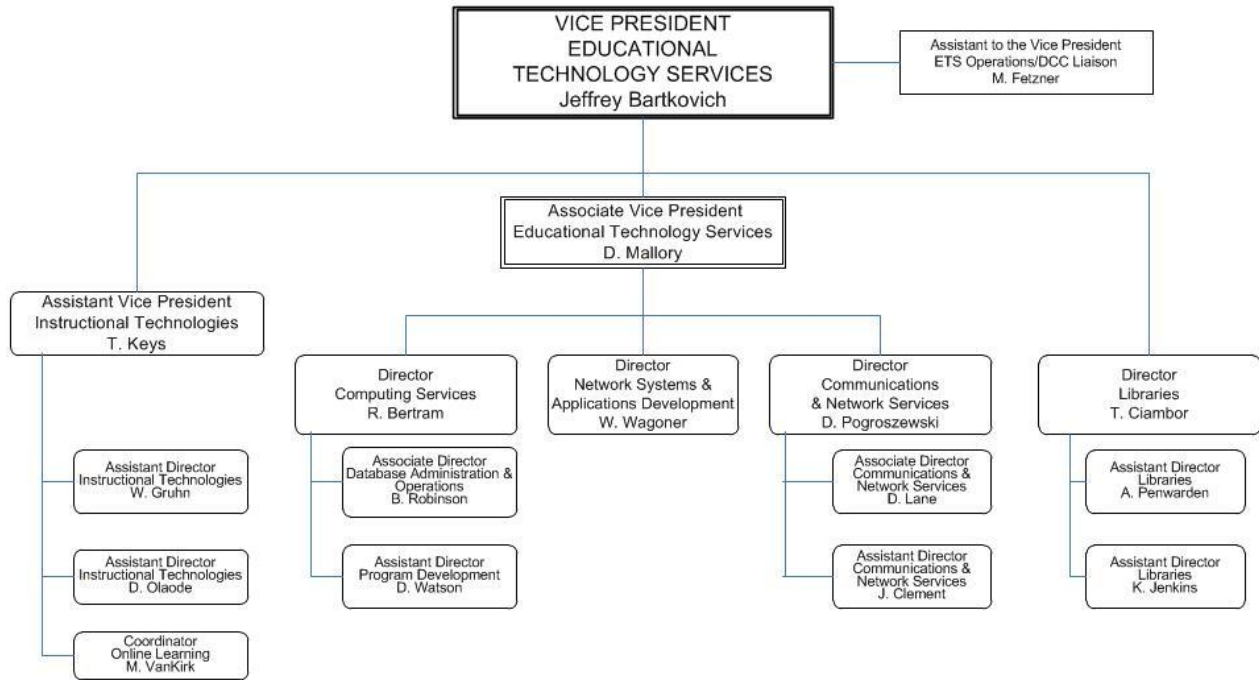 VICE PRESIDENT
EDUCATIONAL
TECHNOLOGY SERVICES
Jeffrey Bartkovich
Assistant to the Vice President
ETS Operations/DCC Liaison
M. Fetzner
Associate Vice President
Educational Technology Services
D. Mallory
Assistant Vice President
Instructional Technologies
T. Keys
Director
Computing Services
R. Bertram
Director
Network Systems &
Applications Development
W. Wagoner
Director
Communications
& Network Services
D. Pogroszewski
Director
Libraries
T. Ciambor
Assistant Director
Instructional Technologies
W. Gruhn
Associate Director
Database Administration &
Operations
B. Robinson
Associate Director
Communications &
Network Services
D. Lane
Assistant Director
Libraries
A. Penwarden
Assistant Director
Instructional Technologies
D. Olaode
Assistant Director
Program Development
D. Watson
Assistant Director
Communications &
Network Services
J. Clement
Assistant Director
Libraries
K. Jenkins
Coordinator
Online Learning
M. VanKirk